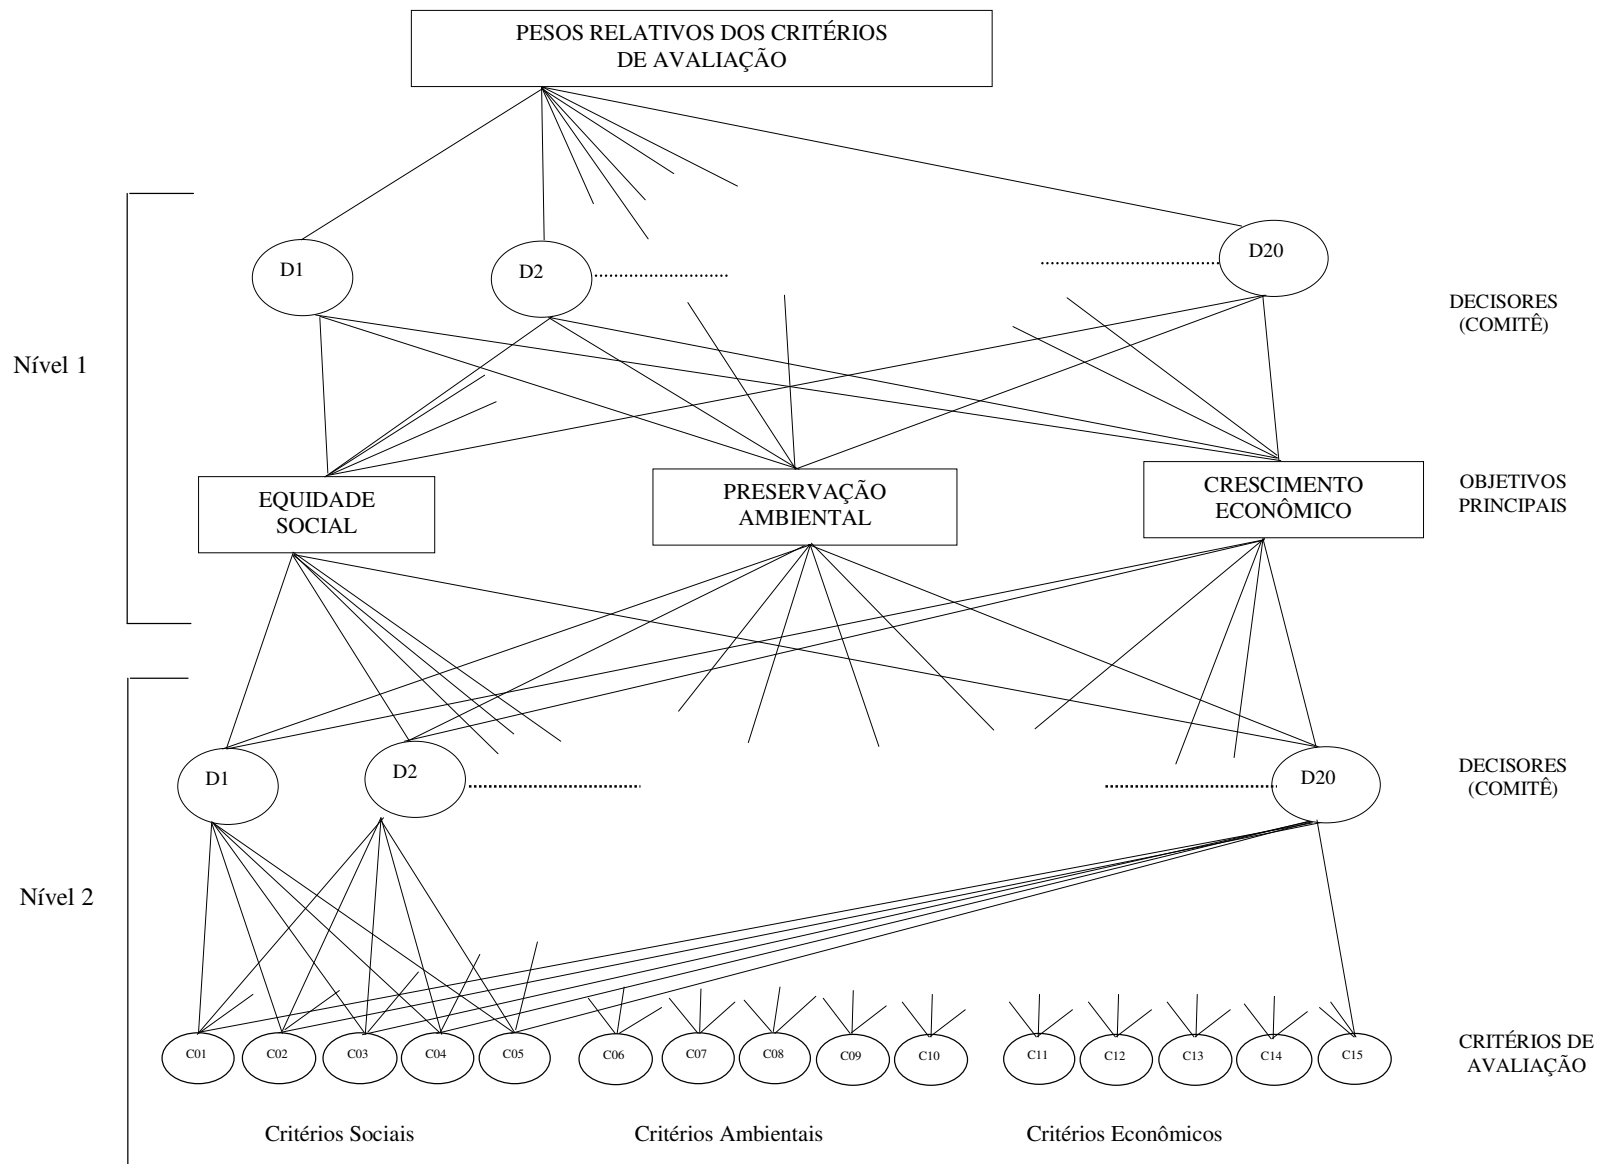 PESOS RELATIVOS DOS CRITÉRIOS
DE AVALIAÇÃO
D1
D2
D20
DECISORES
(COMITÊ)
Nível 1
EQUIDADE
SOCIAL
PRESERVAÇÃO
AMBIENTAL
CRESCIMENTO
ECONÔMICO
OBJETIVOS
PRINCIPAIS
D1
D2
D20
DECISORES
(COMITÊ)
Nível 2
C01
C02
C03
C04
C05
C06
C07
C08
C09
C10
C11
C12
C13
C14
C15
CRITÉRIOS DE
AVALIAÇÃO
Critérios Sociais
Critérios Ambientais
Critérios Econômicos